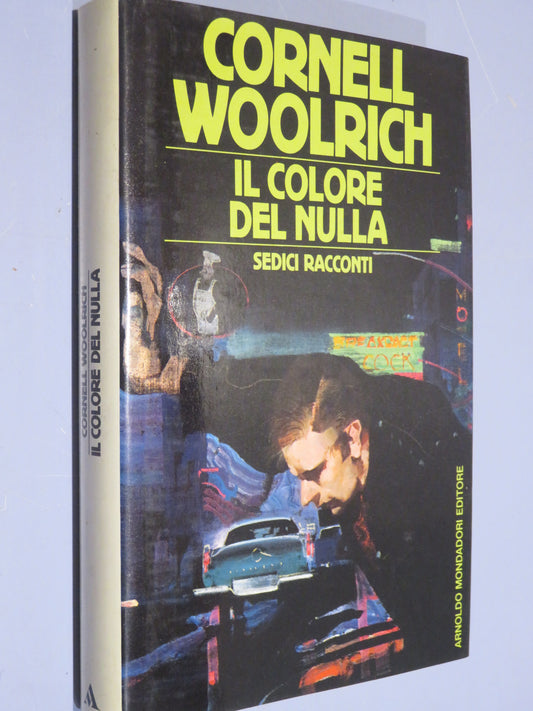 CORNELL
WOOLRICH
IL COLORE
DEL NULLA
SEDICI RACCONTI
ARNOLDO MONDADORI EDITORE
CORNELL WOOLRICH
IL COLORE DEL NULLA